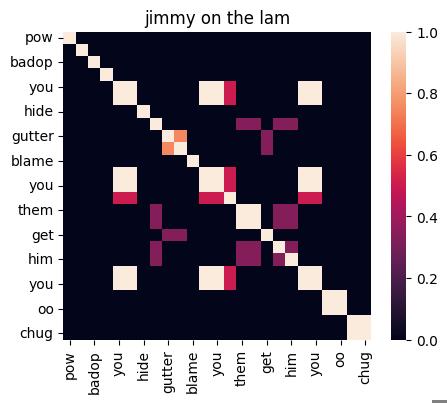 jimmy on the lam
pow
badop
you
hide
gutter
blame
you
them
get
him
you
oo
chug
pow
badop
you
hide
gutter
blame
you
them
get
him
you
oo
chug
1.0
0.8
0.6
0.4
0.2
0.0